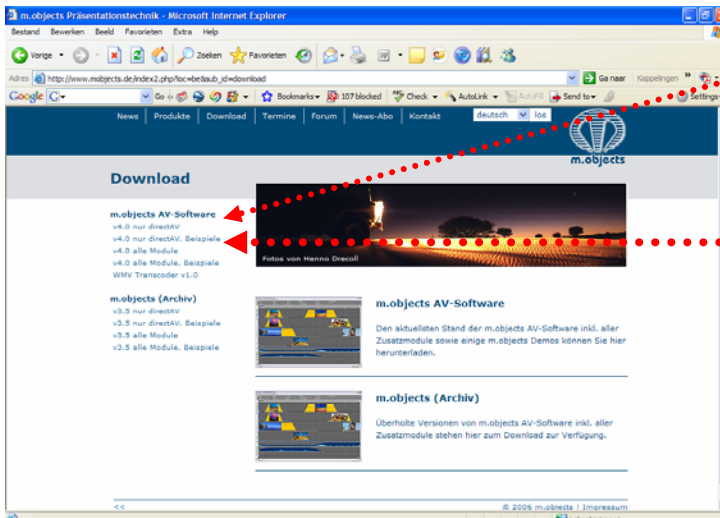 m.objects Präsentationstechnik - Microsoft Internet Explorer
Bestand Bewerken Beeld Favorieten Extra Help
Vorige Zoeken Favorieten
Adres http://www.mobjects.de/index2.php?loc=be&sub_id=download Ga naar Koppelingen »
Google G Go Bookmarks 107 blocked Check AutoLink AutoFill Send to Settings
News Produkte Download Termine Forum News-Abo Kontakt deutsch los
m.objects
Download
m.objects AV-Software
v4.0 nur directAV
v4.0 nur directAV, Beispiele
v4.0 alle Module
v4.0 alle Module, Beispiele
WMV Transcoder v1.0
Fotos von Henno Drecoll
m.objects (Archiv)
v3.5 nur directAV
v3.5 nur directAV, Beispiele
v3.5 alle Module
v3.5 alle Module, Beispiele
m.objects AV-Software
Den aktuellsten Stand der m.objects AV-Software inkl. aller
Zusatzmodule sowie einige m.objects Demos können Sie hier
herunterladen.
m.objects (Archiv)
Überholte Versionen von m.objects AV-Software inkl. aller
Zusatzmodule stehen hier zum Download zur Verfügung.
<< © 2006 m.objects | Impressum